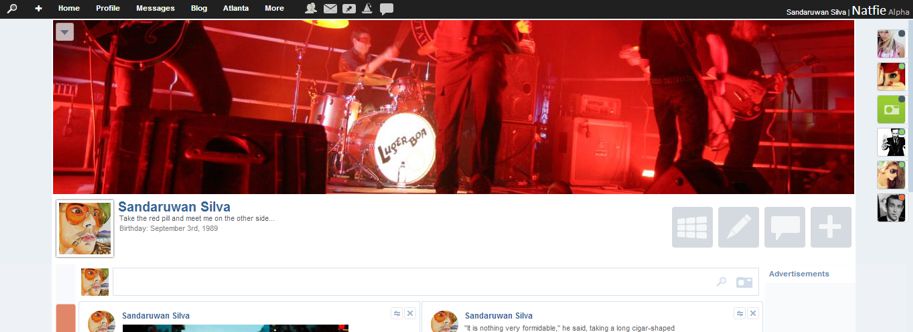 Home Profile Messages Blog Atlanta More Sandaruwan Silva | Natfie Alpha
LUGER BOA
Sandaruwan Silva
Take the red pill and meet me on the other side...
Birthday: September 3rd, 1989
Advertisements
Sandaruwan Silva
Sandaruwan Silva
"It is nothing very formidable," he said, taking a long cigar-shaped